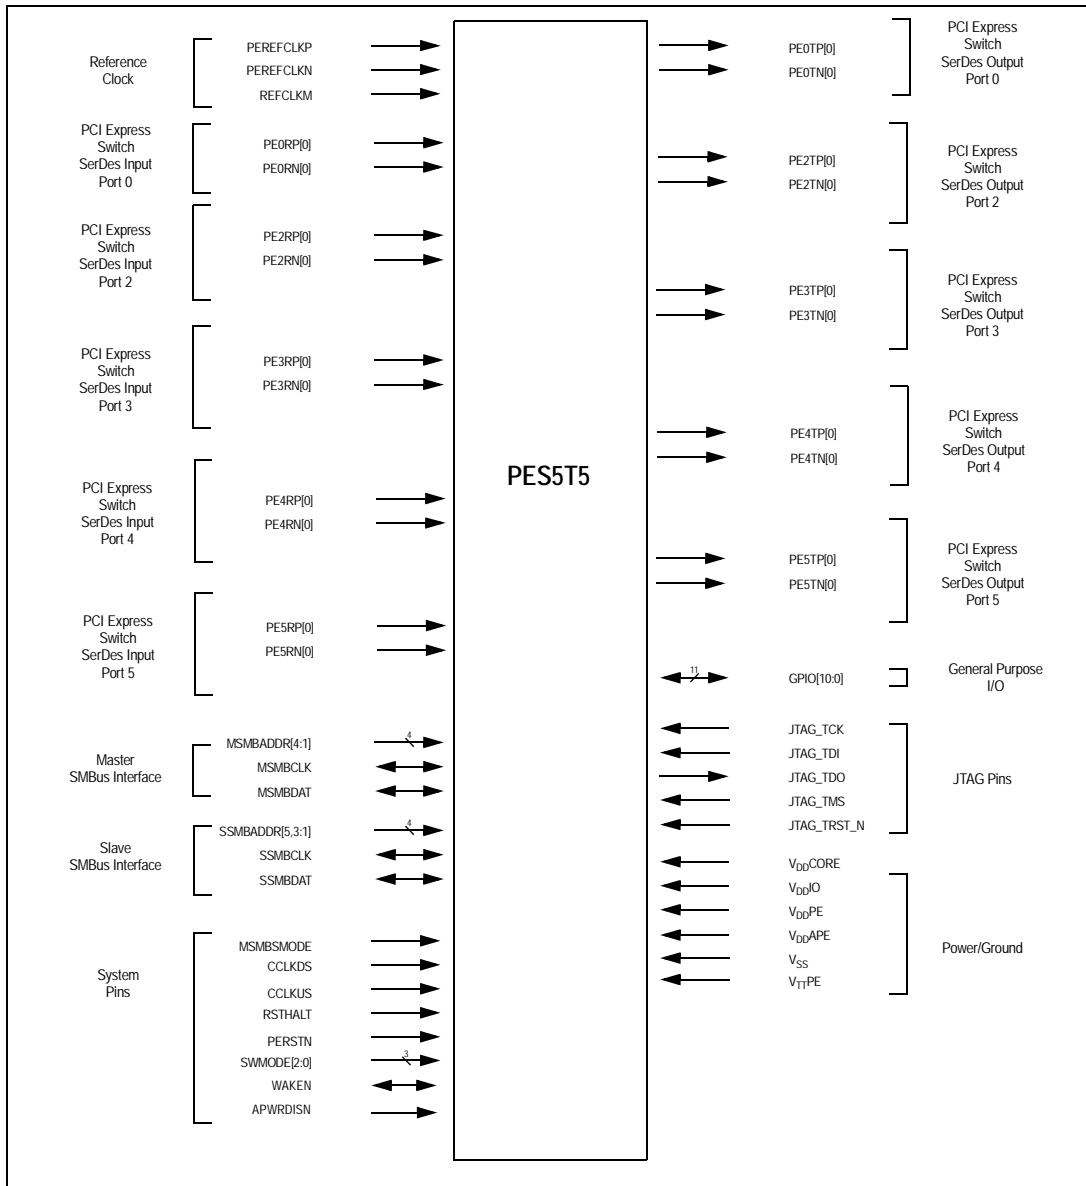 Reference
Clock
PEREFCLKP
PEREFCLKN
REFCLKM
PCI Express
Switch
SerDes Input
Port 0
PE0RP[0]
PE0RN[0]
PCI Express
Switch
SerDes Input
Port 2
PE2RP[0]
PE2RN[0]
PCI Express
Switch
SerDes Input
Port 3
PE3RP[0]
PE3RN[0]
PCI Express
Switch
SerDes Input
Port 4
PE4RP[0]
PE4RN[0]
PCI Express
Switch
SerDes Input
Port 5
PE5RP[0]
PE5RN[0]
Master
SMBus Interface
MSMBADDR[4:1]
4
MSMBCLK
MSMBDAT
Slave
SMBus Interface
SSMBADDR[5,3:1]
4
SSMBCLK
SSMBDAT
System
Pins
MSMBSMODE
CCLKDS
CCLKUS
RSTHALT
PERSTN
SWMODE[2:0]
3
WAKEN
APWRDISN
PES5T5
PE0TP[0]
PE0TN[0]
PCI Express
Switch
SerDes Output
Port 0
PE2TP[0]
PE2TN[0]
PCI Express
Switch
SerDes Output
Port 2
PE3TP[0]
PE3TN[0]
PCI Express
Switch
SerDes Output
Port 3
PE4TP[0]
PE4TN[0]
PCI Express
Switch
SerDes Output
Port 4
PE5TP[0]
PE5TN[0]
PCI Express
Switch
SerDes Output
Port 5
11
GPIO[10:0]
General Purpose
I/O
JTAG_TCK
JTAG_TDI
JTAG_TDO
JTAG_TMS
JTAG_TRST_N
JTAG Pins
VDDCORE
VDDIO
VDDPE
VDDAPE
VSS
VTTPE
Power/Ground